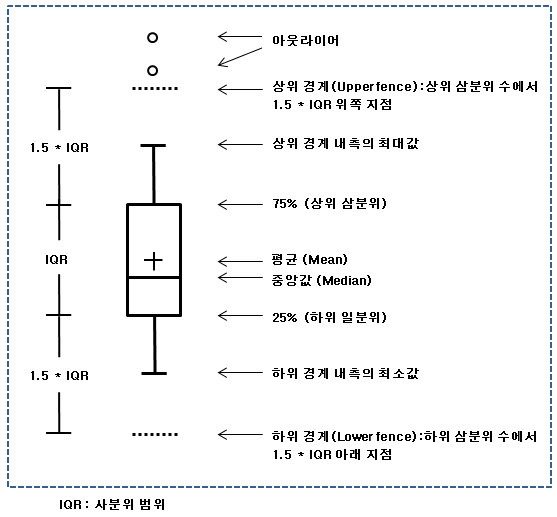 아웃라이어
상위 경계(Upper fence):상위 삼분위 수에서
1.5 * IQR 위쪽 지점
1.5 * IQR
상위 경계 내측의 최대값
75% (상위 삼분위)
IQR
평균(Mean)
중앙값(Median)
25% (하위 일분위)
1.5 * IQR
하위 경계 내측의 최소값
하위 경계(Lower fence):하위 삼분위 수에서
1.5 * IQR 아래 지점
IQR : 사분위 범위